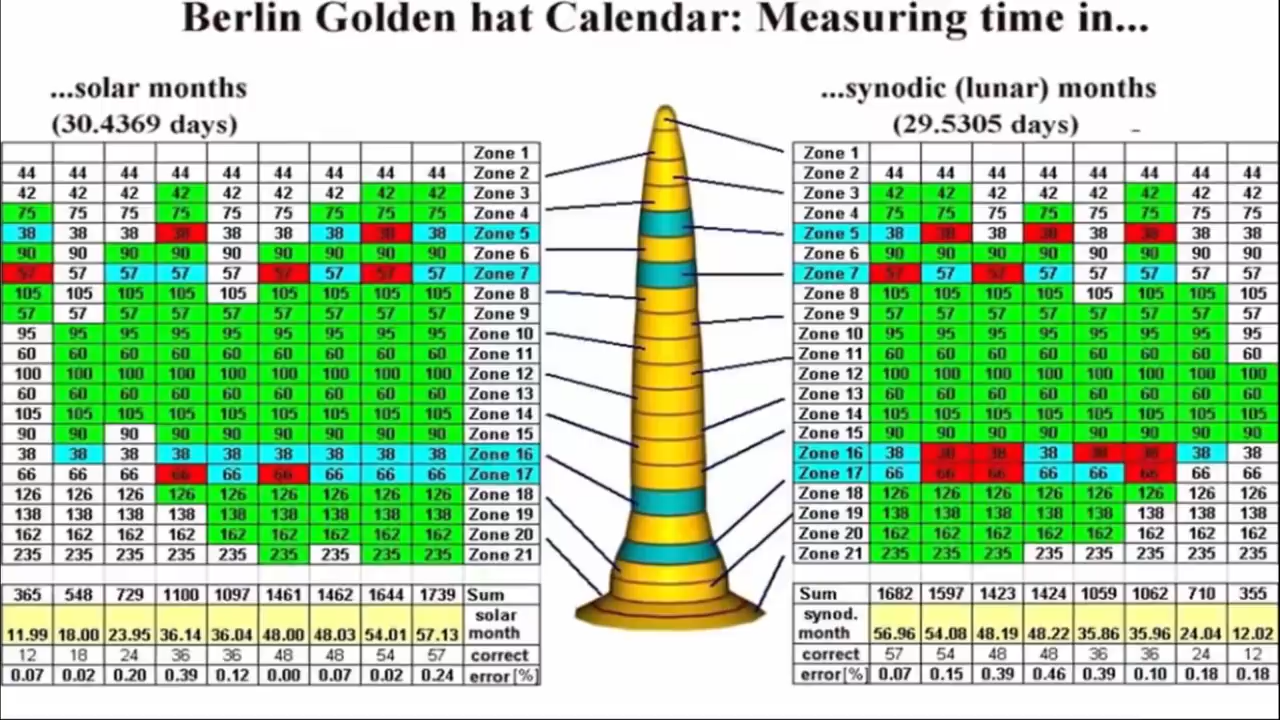 Berlin Golden hat Calendar: Measuring time in...
...solar months
(30.4369 days)
Zone 1
44 44 44 44 44 44 44 44 44 Zone 2
42 42 42 42 42 42 42 42 42 Zone 3
75 75 75 75 75 75 75 75 75 Zone 4
38 38 38 38 38 38 38 38 38 Zone 5
90 90 90 90 90 90 90 90 90 Zone 6
57 57 57 57 57 57 57 57 57 Zone 7
105 105 105 105 105 105 105 105 105 Zone 8
57 57 57 57 57 57 57 57 57 Zone 9
95 95 95 95 95 95 95 95 95 Zone 10
60 60 60 60 60 60 60 60 60 Zone 11
100 100 100 100 100 100 100 100 100 Zone 12
60 60 60 60 60 60 60 60 60 Zone 13
105 105 105 105 105 105 105 105 105 Zone 14
90 90 90 90 90 90 90 90 90 Zone 15
38 38 38 38 38 38 38 38 38 Zone 16
66 66 66 66 66 66 66 66 66 Zone 17
126 126 126 126 126 126 126 126 126 Zone 18
138 138 138 138 138 138 138 138 138 Zone 19
162 162 162 162 162 162 162 162 162 Zone 20
235 235 235 235 235 235 235 235 235 Zone 21
365 548 729 1100 1097 1461 1462 1644 1739 Sum
solar
11.99 18.00 23.95 36.14 36.04 48.00 48.03 54.01 57.13 month
12 18 24 36 36 48 48 54 57 correct
0.07 0.02 0.20 0.39 0.12 0.00 0.07 0.02 0.24 error[%]
...synodic (lunar) months
(29.5305 days)
Zone 1
Zone 2 44 44 44 44 44 44 44 44
Zone 3 42 42 42 42 42 42 42 42
Zone 4 75 75 75 75 75 75 75 75
Zone 5 38 38 38 38 38 38 38 38
Zone 6 90 90 90 90 90 90 90 90
Zone 7 57 57 57 57 57 57 57 57
Zone 8 105 105 105 105 105 105 105 105
Zone 9 57 57 57 57 57 57 57 57
Zone 10 95 95 95 95 95 95 95 95
Zone 11 60 60 60 60 60 60 60 60
Zone 12 100 100 100 100 100 100 100 100
Zone 13 60 60 60 60 60 60 60 60
Zone 14 105 105 105 105 105 105 105 105
Zone 15 90 90 90 90 90 90 90 90
Zone 16 38 38 38 38 38 38 38 38
Zone 17 66 66 66 66 66 66 66 66
Zone 18 126 126 126 126 126 126 126 126
Zone 19 138 138 138 138 138 138 138 138
Zone 20 162 162 162 162 162 162 162 162
Zone 21 235 235 235 235 235 235 235 235
Sum 1682 1597 1423 1424 1059 1062 710 355
synod.
month 56.96 54.08 48.19 48.22 35.86 35.96 24.04 12.02
correct 57 54 48 48 36 36 24 12
error[%] 0.07 0.15 0.39 0.46 0.39 0.10 0.18 0.18